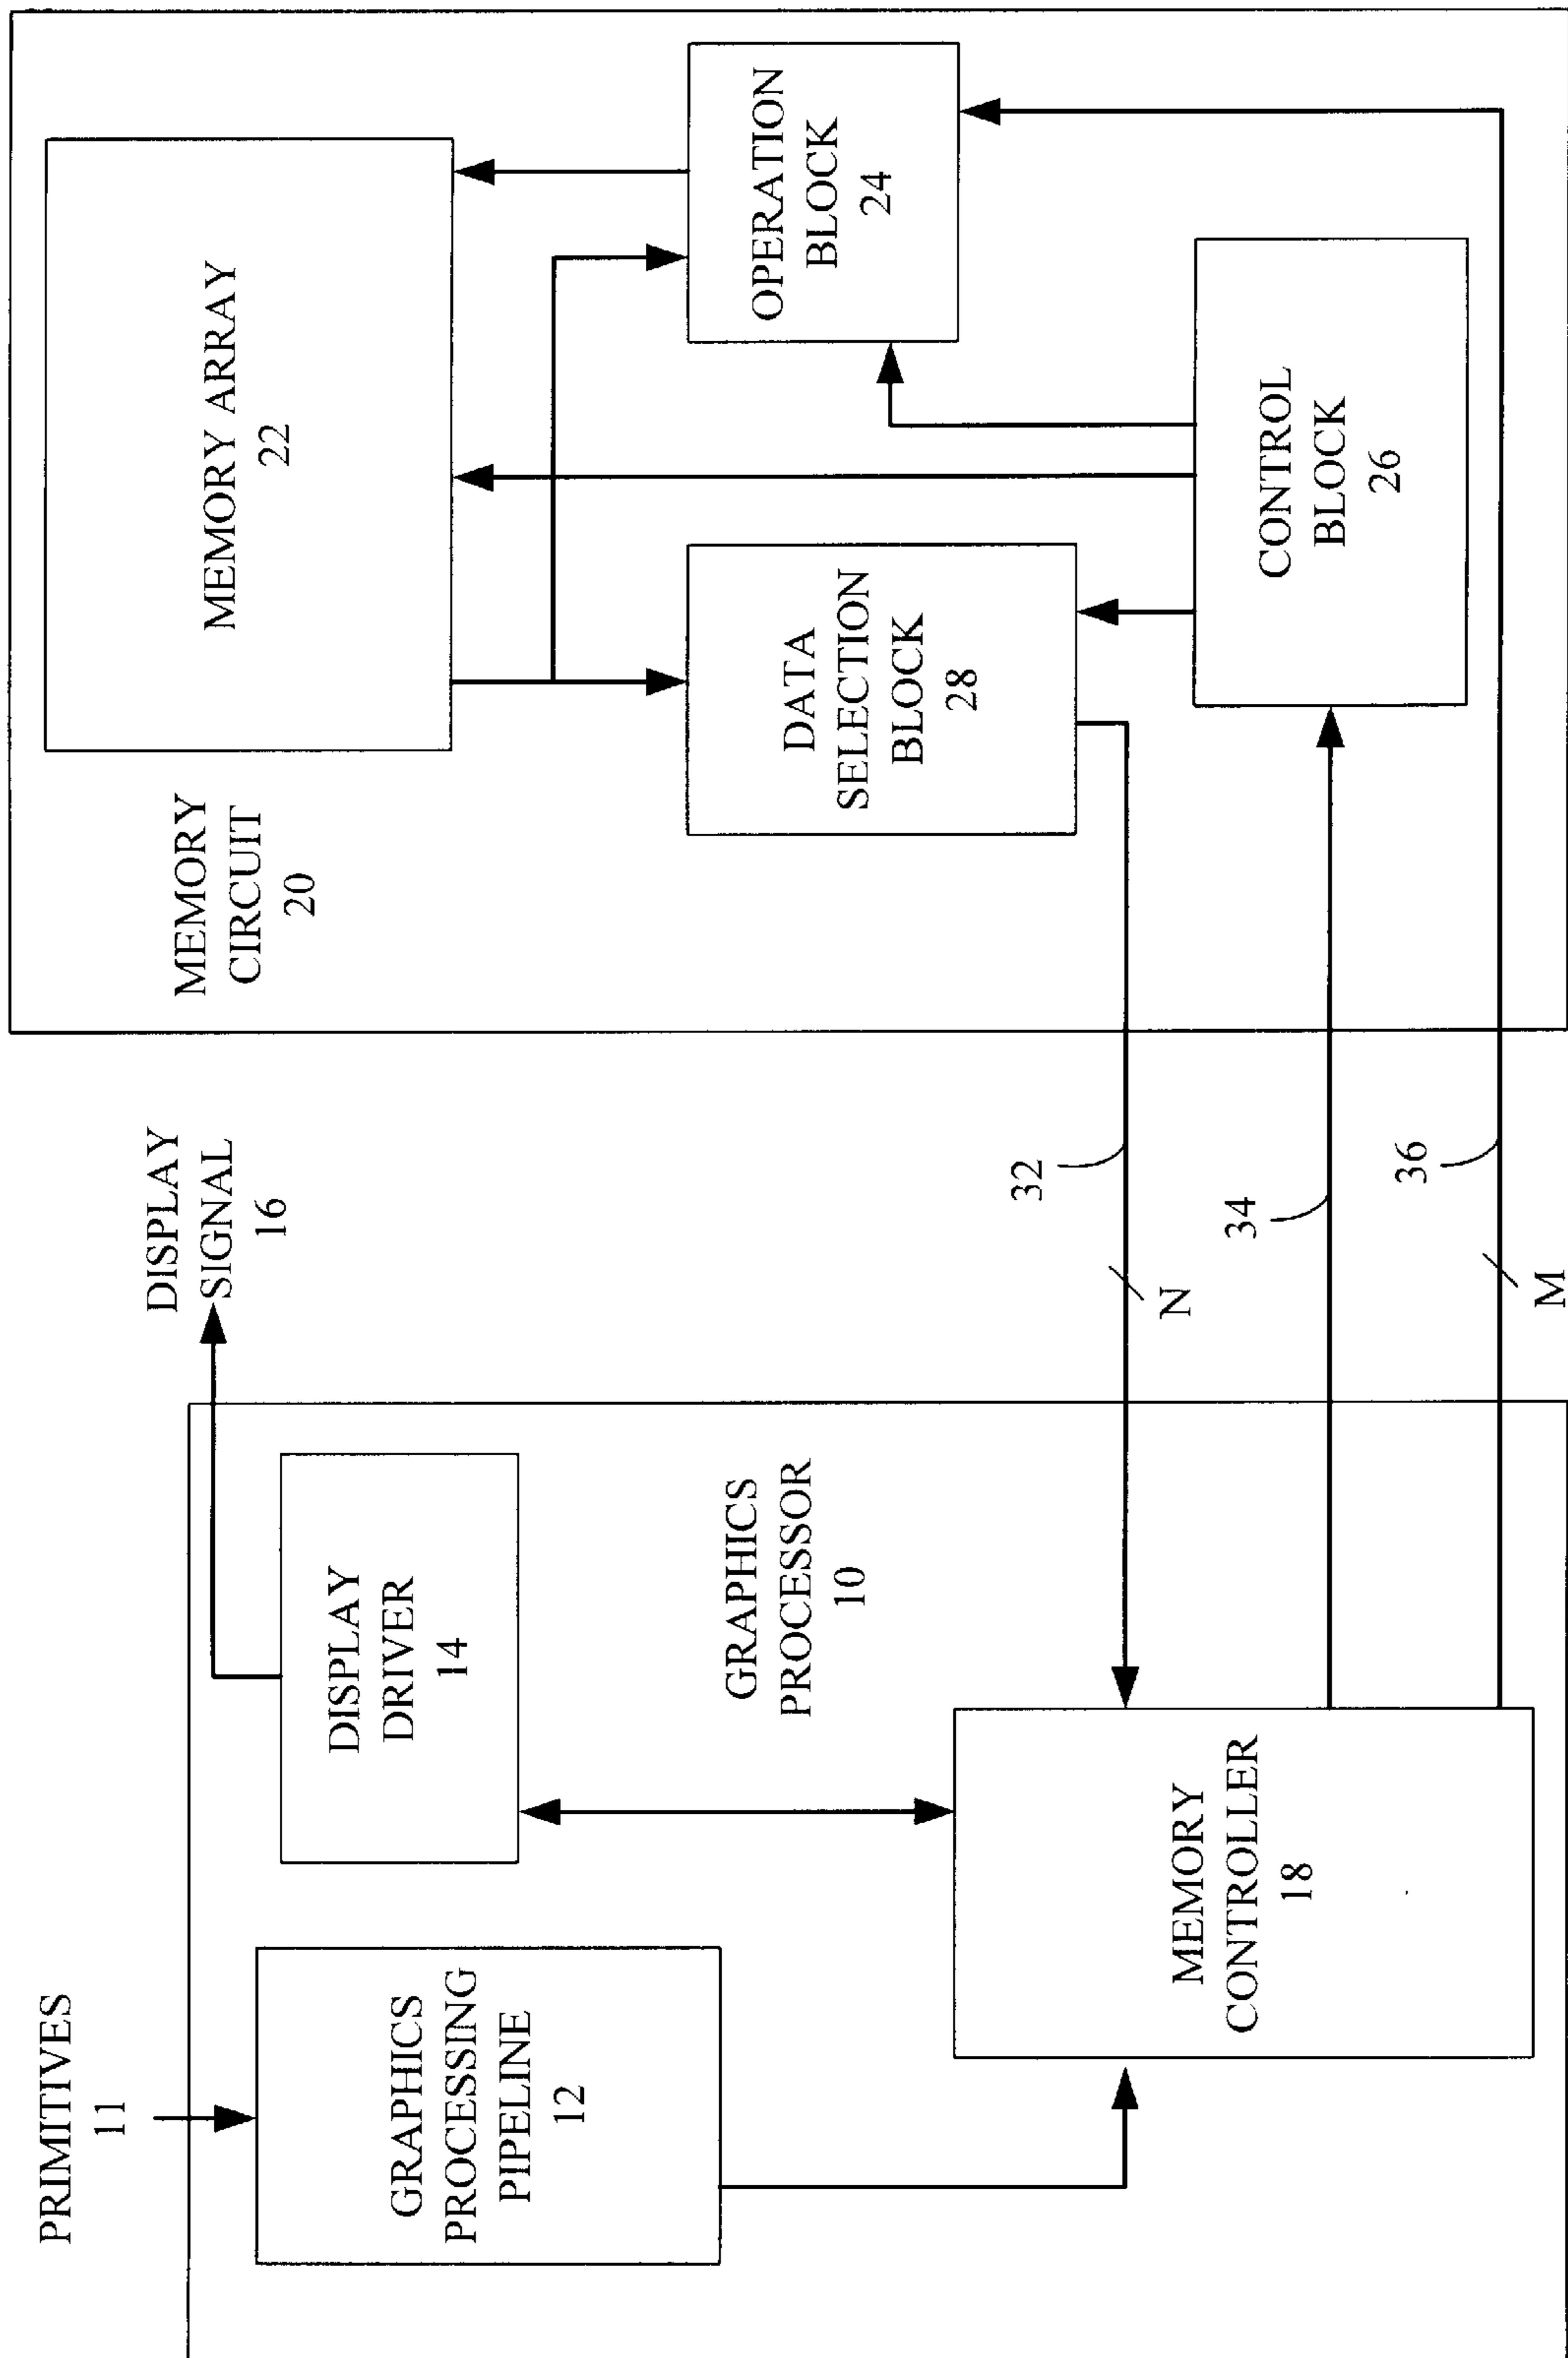 PRIMITIVES
11
GRAPHICS
PROCESSING
PIPELINE
12
DISPLAY
DRIVER
14
DISPLAY
SIGNAL
16
GRAPHICS
PROCESSOR
10
MEMORY
CONTROLLER
18
32
N
34
36
M
MEMORY
CIRCUIT
20
MEMORY ARRAY
22
DATA
SELECTION
BLOCK
28
OPERATION
BLOCK
24
CONTROL
BLOCK
26